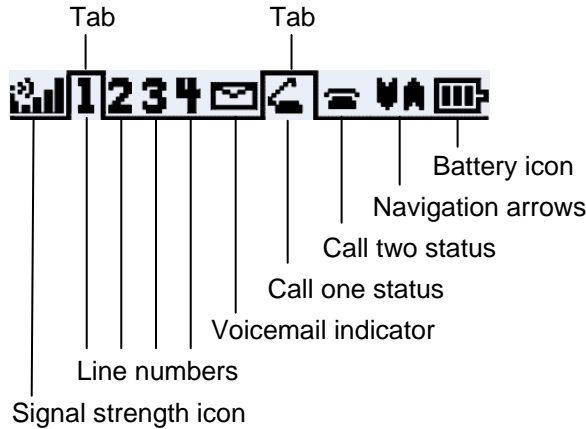 Tab Tab
1 2 3 4
Battery icon
Navigation arrows
Call two status
Call one status
Voicemail indicator
Line numbers
Signal strength icon